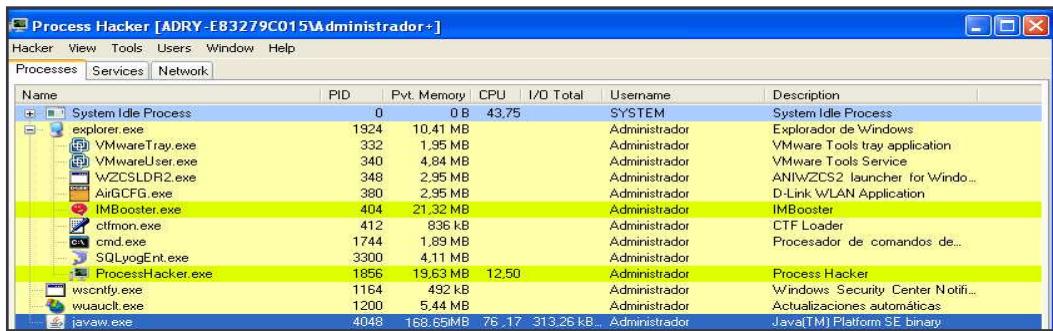 Process Hacker [ADRY-E83279C015\Administrador+]
Hacker View Tools Users Window Help
Processes Services Network
Name PID Pvt. Memory CPU I/O Total Username Description
System Idle Process 0 0 B 43,75 SYSTEM System Idle Process
explorer.exe 1924 10,41 MB Administrador Explorador de Windows
VMwareTray.exe 332 1,95 MB Administrador VMware Tools tray application
VMwareUser.exe 340 4,84 MB Administrador VMware Tools Service
WZCSLDR2.exe 348 2,95 MB Administrador ANIWZCS2 launcher for Windo...
AirGCFG.exe 380 2,95 MB Administrador D-Link WLAN Application
IMBooster.exe 404 21,32 MB Administrador IMBooster
ctfmon.exe 412 836 kB Administrador CTF Loader
cmd.exe 1744 1,89 MB Administrador Procesador de comandos de...
SQLyogEnt.exe 3300 4,11 MB Administrador
ProcessHacker.exe 1856 19,63 MB 12,50 Administrador Process Hacker
wscntfy.exe 1164 492 kB Administrador Windows Security Center Notifi...
wuauclt.exe 1200 5,44 MB Administrador Actualizaciones automáticas
javaw.exe 4048 168.65MB 76 ,17 313,26 kB... Administrador Java(TM) Platform SE binary